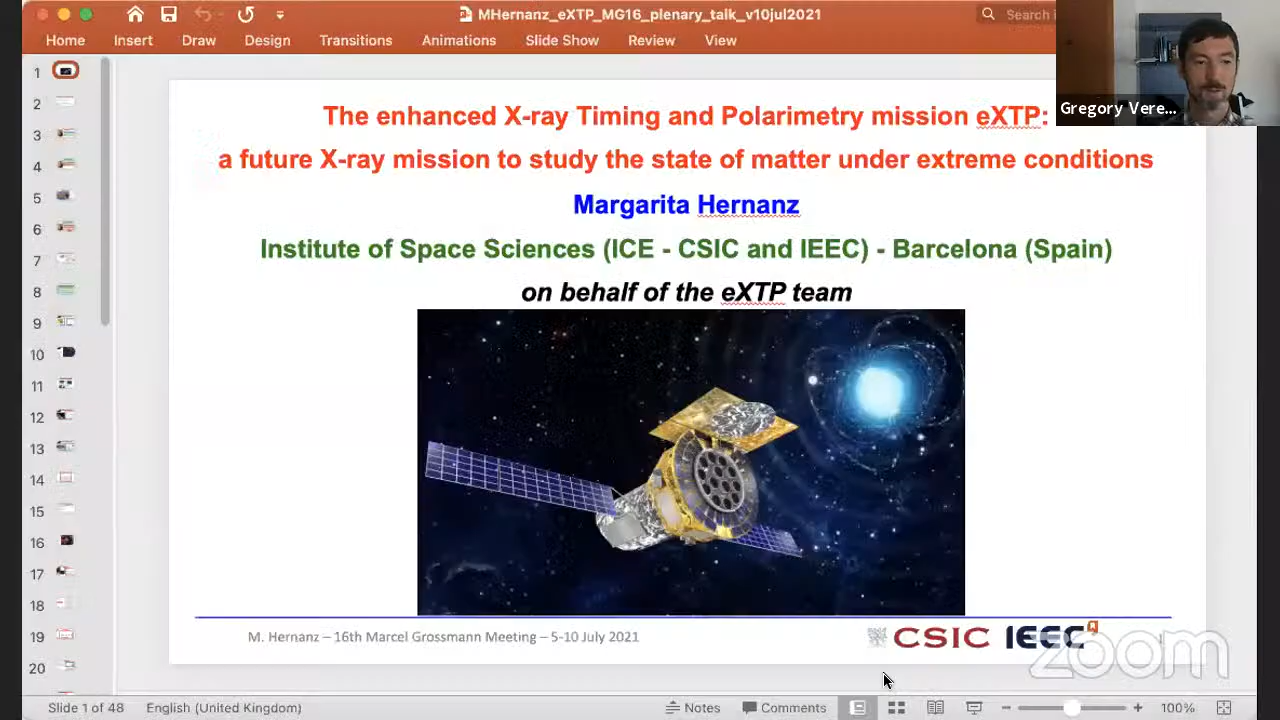 MHernanz_eXTP_MG16_plenary_talk_v10jul2021
Search i
Home Insert Draw Design Transitions Animations Slide Show Review View
Gregory Vere...
1
2
3
4
5
6
7
8
9
10
11
12
13
14
15
16
17
18
19
20
The enhanced X-ray Timing and Polarimetry mission eXTP:
a future X-ray mission to study the state of matter under extreme conditions
Margarita Hernanz
Institute of Space Sciences (ICE - CSIC and IEEC) - Barcelona (Spain)
on behalf of the eXTP team
M. Hernanz – 16th Marcel Grossmann Meeting – 5-10 July 2021
CSIC IEEC
zoom
Slide 1 of 48 English (United Kingdom) Notes Comments 100%